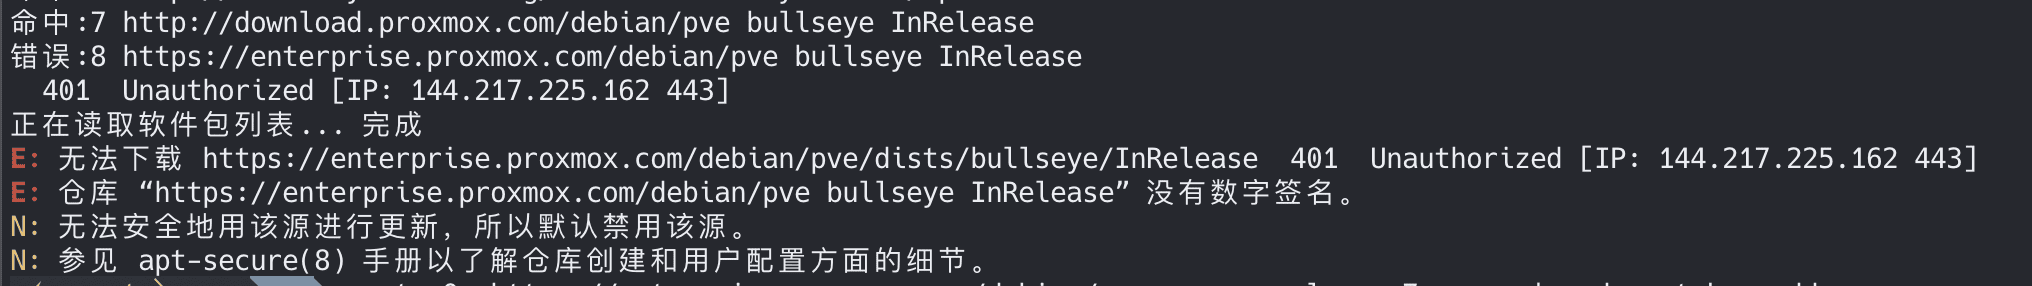 命中:7 http://download.proxmox.com/debian/pve bullseye InRelease
错误:8 https://enterprise.proxmox.com/debian/pve bullseye InRelease
  401  Unauthorized [IP: 144.217.225.162 443]
正在读取软件包列表... 完成
E: 无法下载 https://enterprise.proxmox.com/debian/pve/dists/bullseye/InRelease  401  Unauthorized [IP: 144.217.225.162 443]
E: 仓库 “https://enterprise.proxmox.com/debian/pve bullseye InRelease” 没有数字签名。
N: 无法安全地用该源进行更新，所以默认禁用该源。
N: 参见 apt-secure(8) 手册以了解仓库创建和用户配置方面的细节。